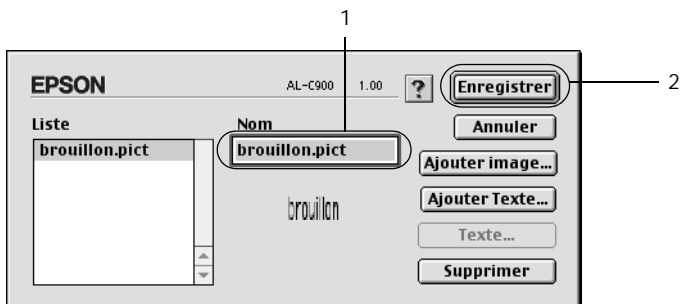 1
EPSON
AL-C900 1.00
?
Enregistrer
2
Liste
Nom
Annuler
brouillon.pict
brouillon.pict
Ajouter image...
brouillon
Ajouter Texte...
Texte...
Supprimer